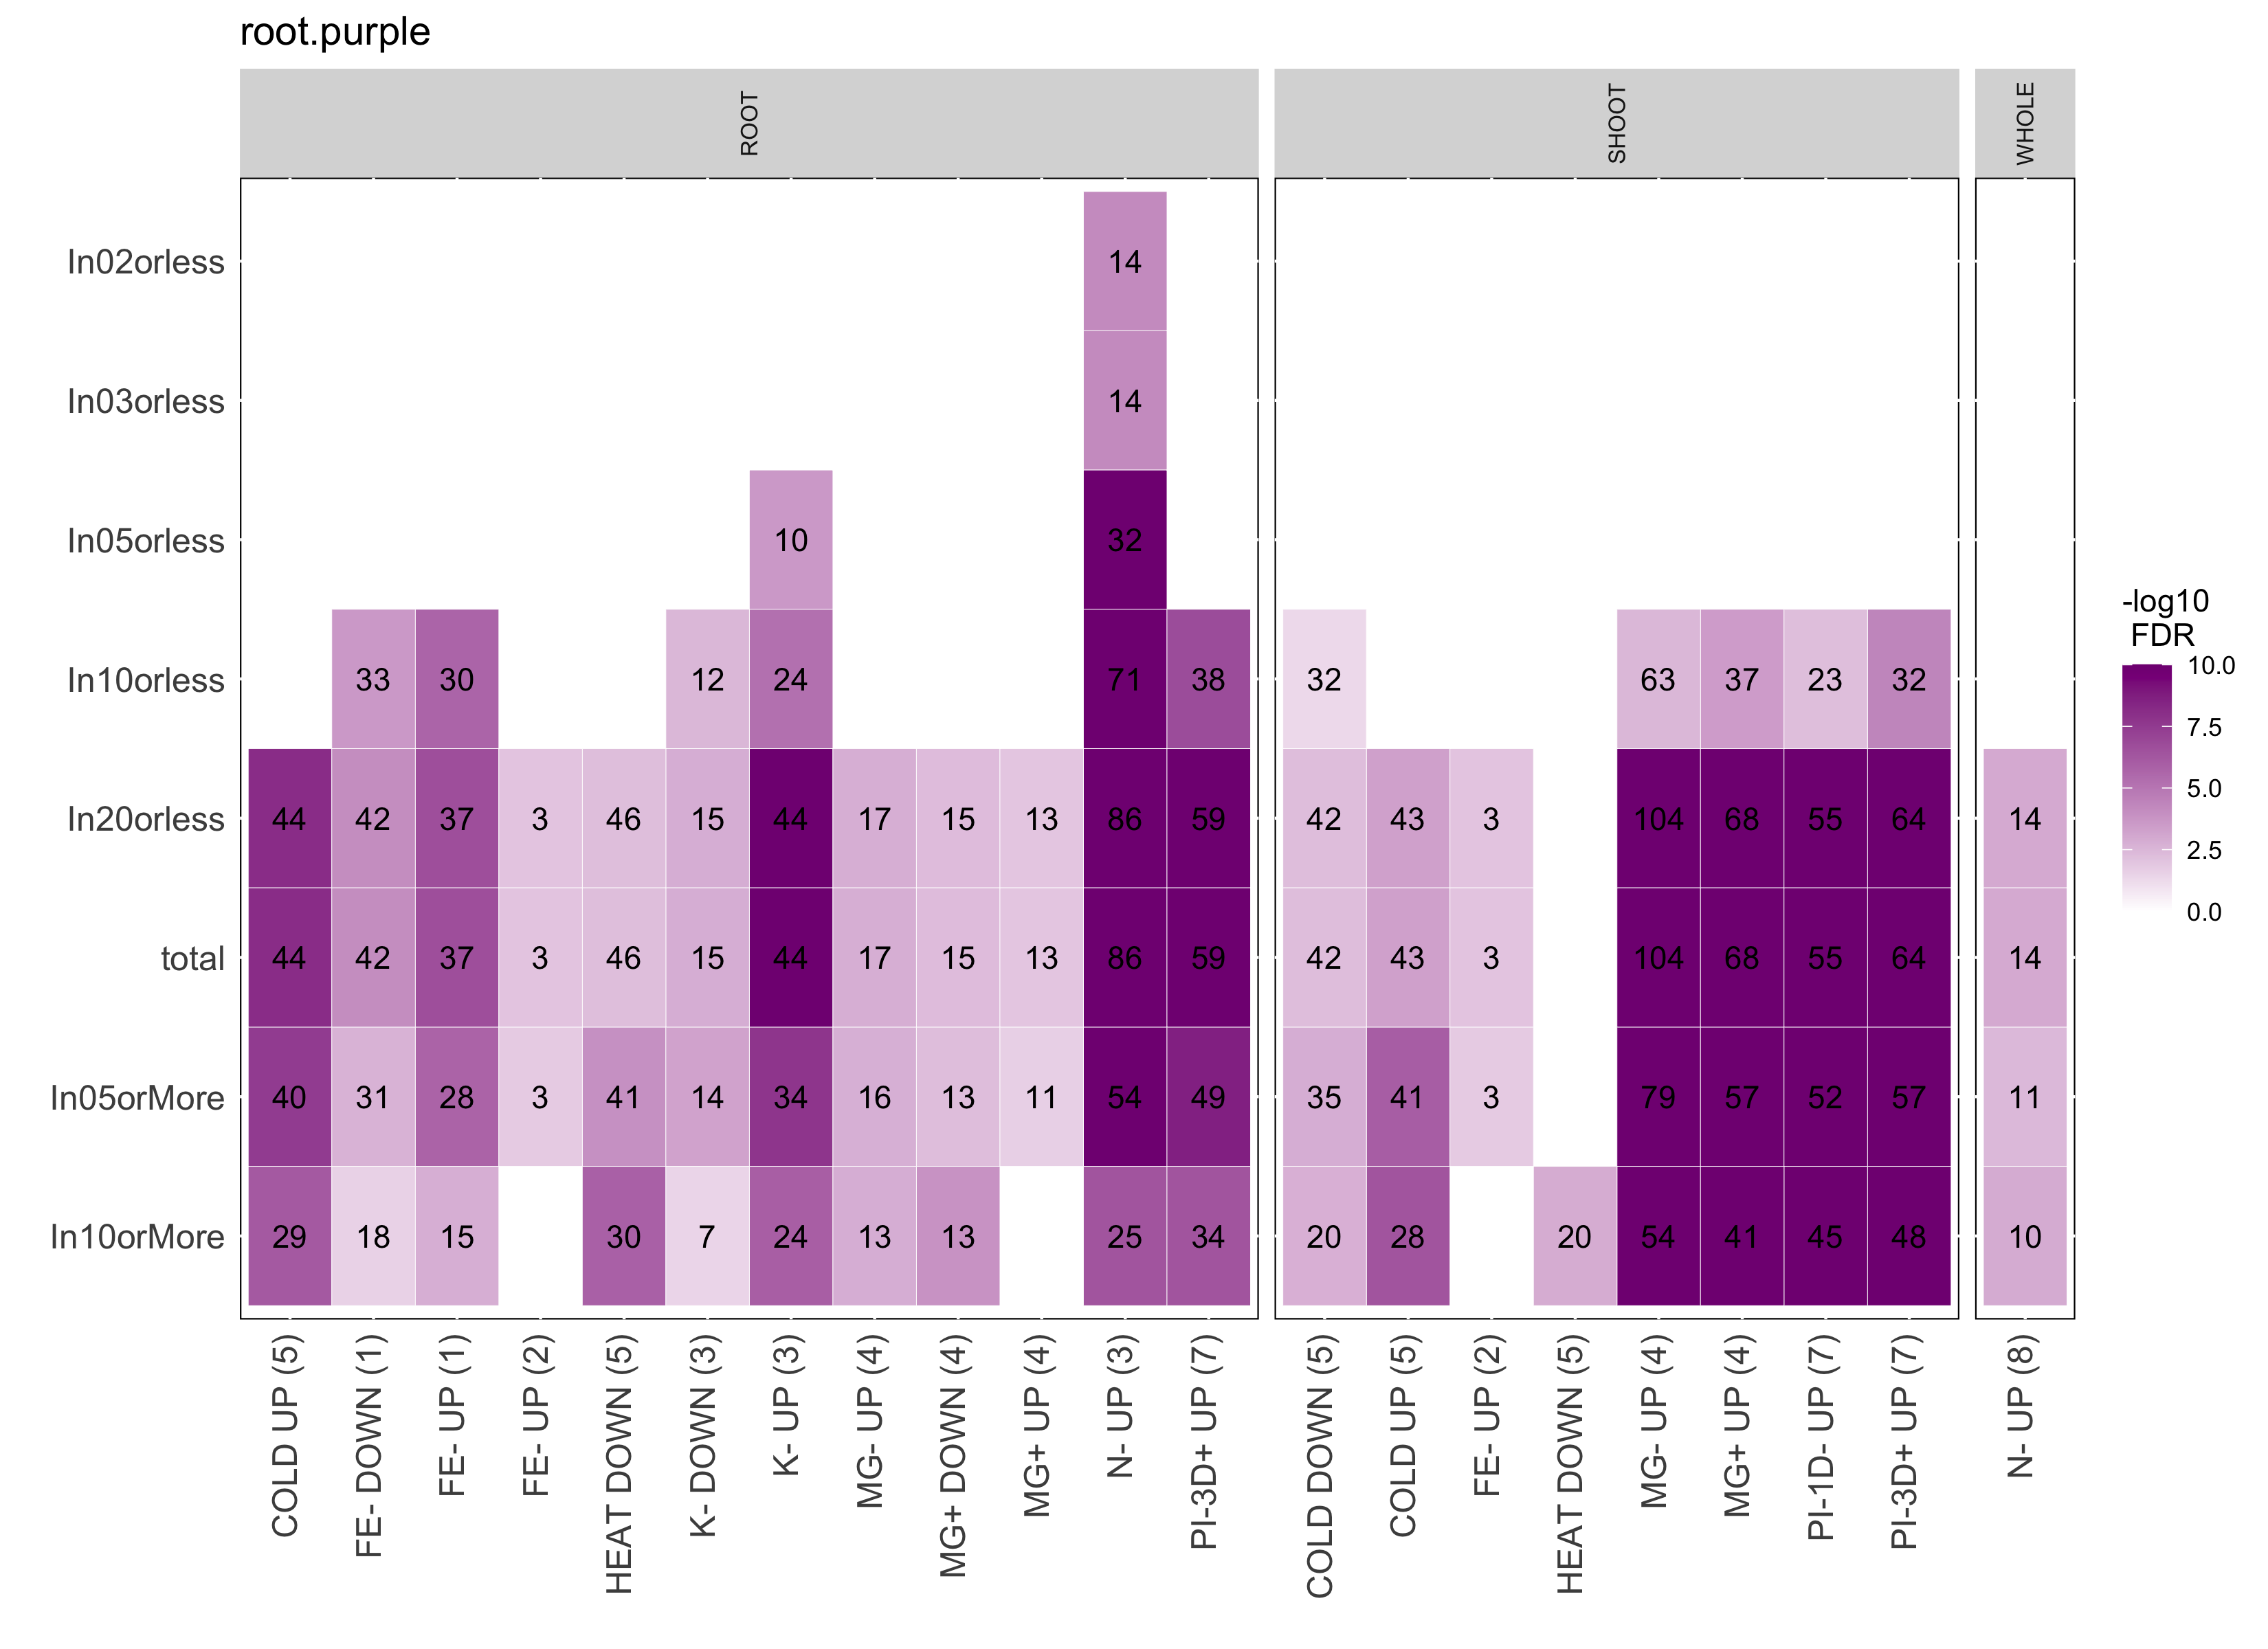 root.purple
ROOT
SHOOT
WHOLE
In02orless
14
In03orless
14
In05orless
10 32
In10orless
33 30 12 24 71 38 32 63 37 23 32
In20orless
44 42 37 3 46 15 44 17 15 13 86 59 42 43 3 104 68 55 64 14
total
44 42 37 3 46 15 44 17 15 13 86 59 42 43 3 104 68 55 64 14
In05orMore
40 31 28 3 41 14 34 16 13 11 54 49 35 41 3 79 57 52 57 11
In10orMore
29 18 15 30 7 24 13 13 25 34 20 28 20 54 41 45 48 10
COLD UP (5)
FE- DOWN (1)
FE- UP (1)
FE- UP (2)
HEAT DOWN (5)
K- DOWN (3)
K- UP (3)
MG- UP (4)
MG+ DOWN (4)
MG+ UP (4)
N- UP (3)
PI-3D+ UP (7)
COLD DOWN (5)
COLD UP (5)
FE- UP (2)
HEAT DOWN (5)
MG- UP (4)
MG+ UP (4)
PI-1D- UP (7)
PI-3D+ UP (7)
N- UP (8)
-log10
FDR
10.0
7.5
5.0
2.5
0.0